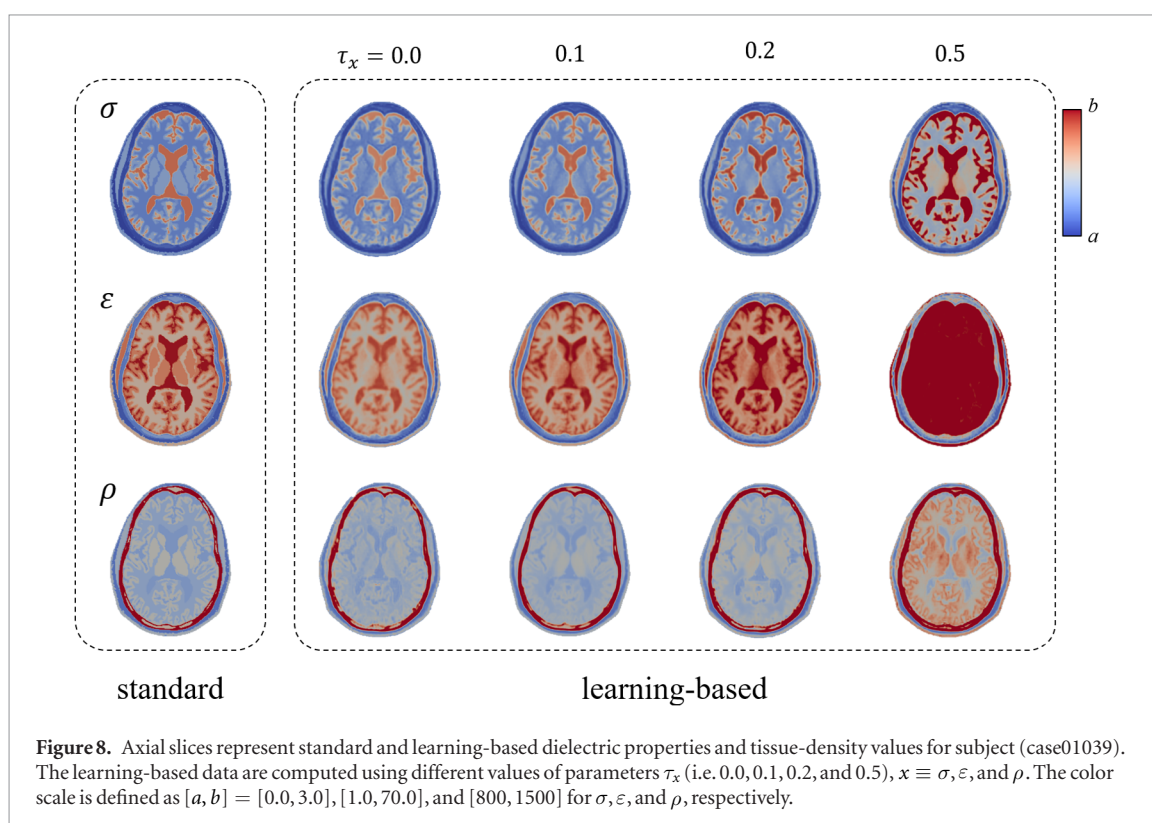 τx = 0.0 0.1 0.2 0.5
σ
b
a
ε
ρ
standard learning-based
Figure 8. Axial slices represent standard and learning-based dielectric properties and tissue-density values for subject (case01039).
The learning-based data are computed using different values of parameters τx (i.e. 0.0, 0.1, 0.2, and 0.5), x ≡ σ, ε, and ρ. The color
scale is defined as [a, b] = [0.0, 3.0], [1.0, 70.0], and [800, 1500] for σ, ε, and ρ, respectively.